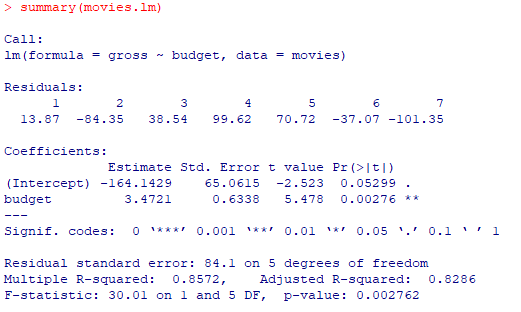 > summary(movies.lm)
Call:
lm(formula = gross ~ budget, data = movies)
Residuals:
1 2 3 4 5 6 7
13.87 -84.35 38.54 99.62 70.72 -37.07 -101.35
Coefficients:
Estimate Std. Error t value Pr(>|t|)
(Intercept) -164.1429 65.0615 -2.523 0.05299 .
budget 3.4721 0.6338 5.478 0.00276 **
---
Signif. codes: 0 ‘***’ 0.001 ‘**’ 0.01 ‘*’ 0.05 ‘.’ 0.1 ‘ ’ 1
Residual standard error: 84.1 on 5 degrees of freedom
Multiple R-squared: 0.8572, Adjusted R-squared: 0.8286
F-statistic: 30.01 on 1 and 5 DF, p-value: 0.002762